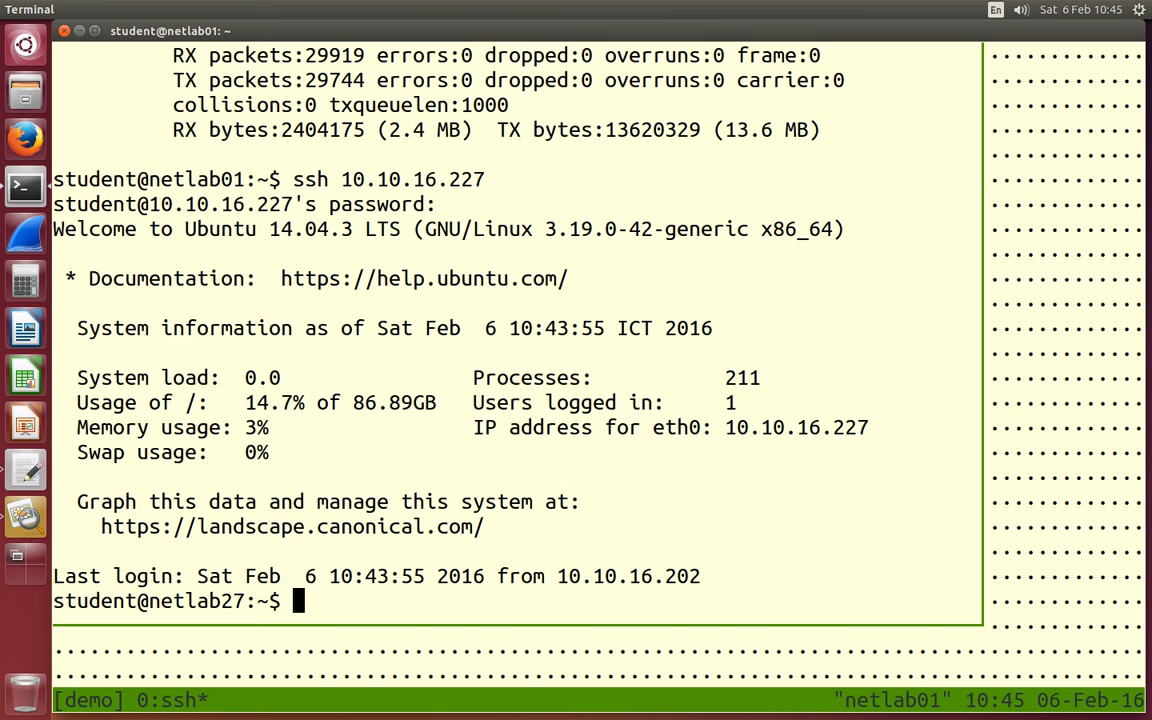 Terminal
En
Sat 6 Feb 10:45
student@netlab01: ~
RX packets:29919 errors:0 dropped:0 overruns:0 frame:0
TX packets:29744 errors:0 dropped:0 overruns:0 carrier:0
collisions:0 txqueuelen:1000
RX bytes:2404175 (2.4 MB)  TX bytes:13620329 (13.6 MB)
student@netlab01:~$ ssh 10.10.16.227
student@10.10.16.227's password:
Welcome to Ubuntu 14.04.3 LTS (GNU/Linux 3.19.0-42-generic x86_64)
* Documentation:  https://help.ubuntu.com/
System information as of Sat Feb  6 10:43:55 ICT 2016
System load:  0.0                Processes:           211
Usage of /:   14.7% of 86.89GB   Users logged in:     1
Memory usage: 3%                 IP address for eth0: 10.10.16.227
Swap usage:   0%
Graph this data and manage this system at:
https://landscape.canonical.com/
Last login: Sat Feb  6 10:43:55 2016 from 10.10.16.202
student@netlab27:~$
[demo] 0:ssh*
"netlab01" 10:45 06-Feb-16